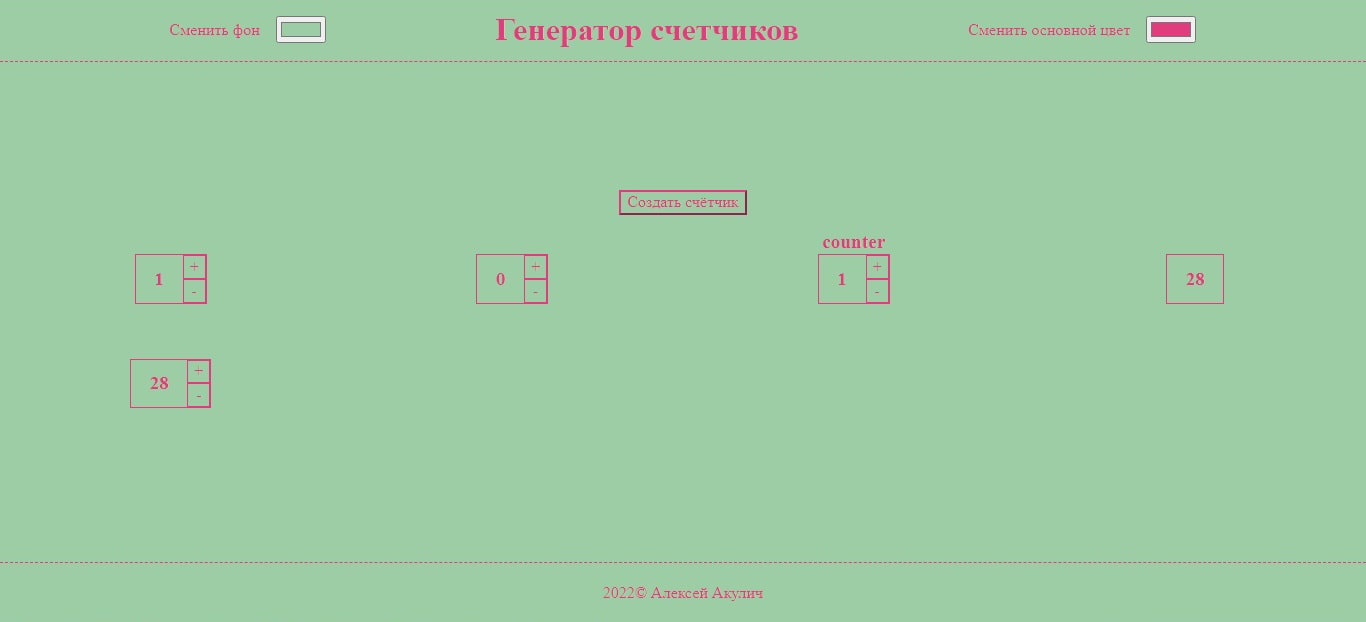 Сменить фон
Генератор счетчиков
Сменить основной цвет
Создать счётчик
counter
1 + -
0 + -
1 + -
28
28 + -
2022© Алексей Акулич